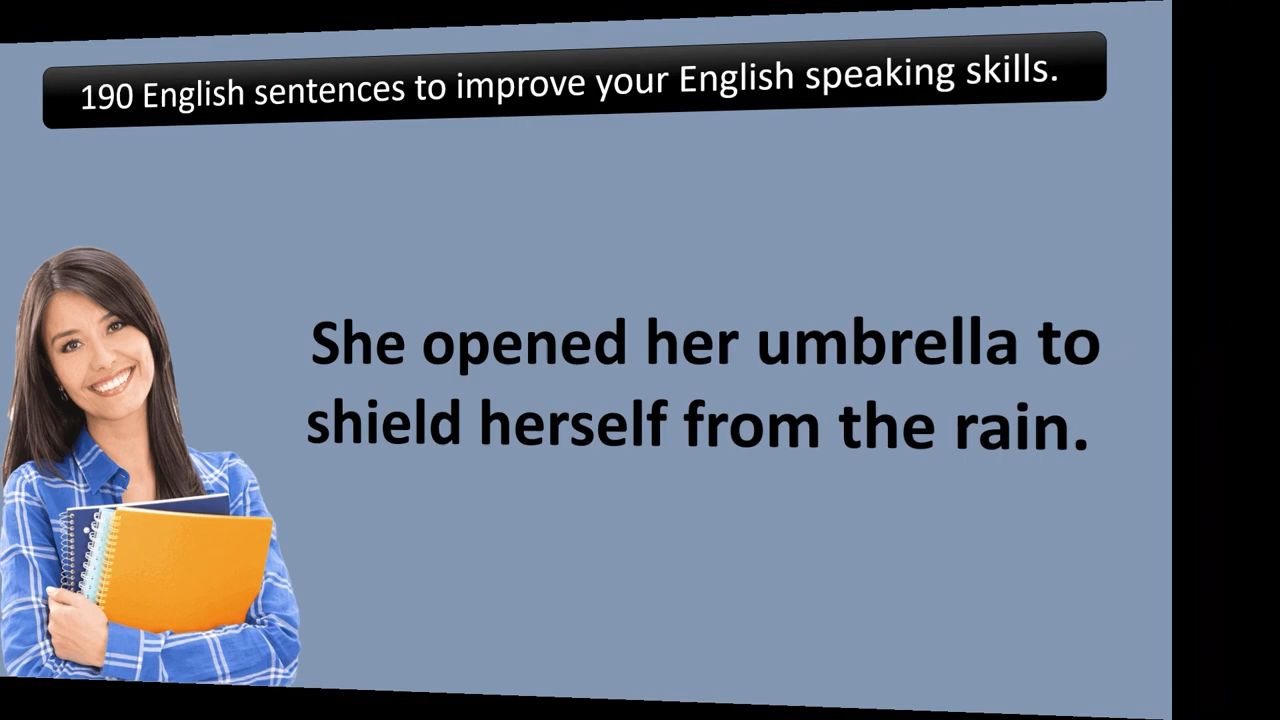 190 English sentences to improve your English speaking skills.
She opened her umbrella to
shield herself from the rain.